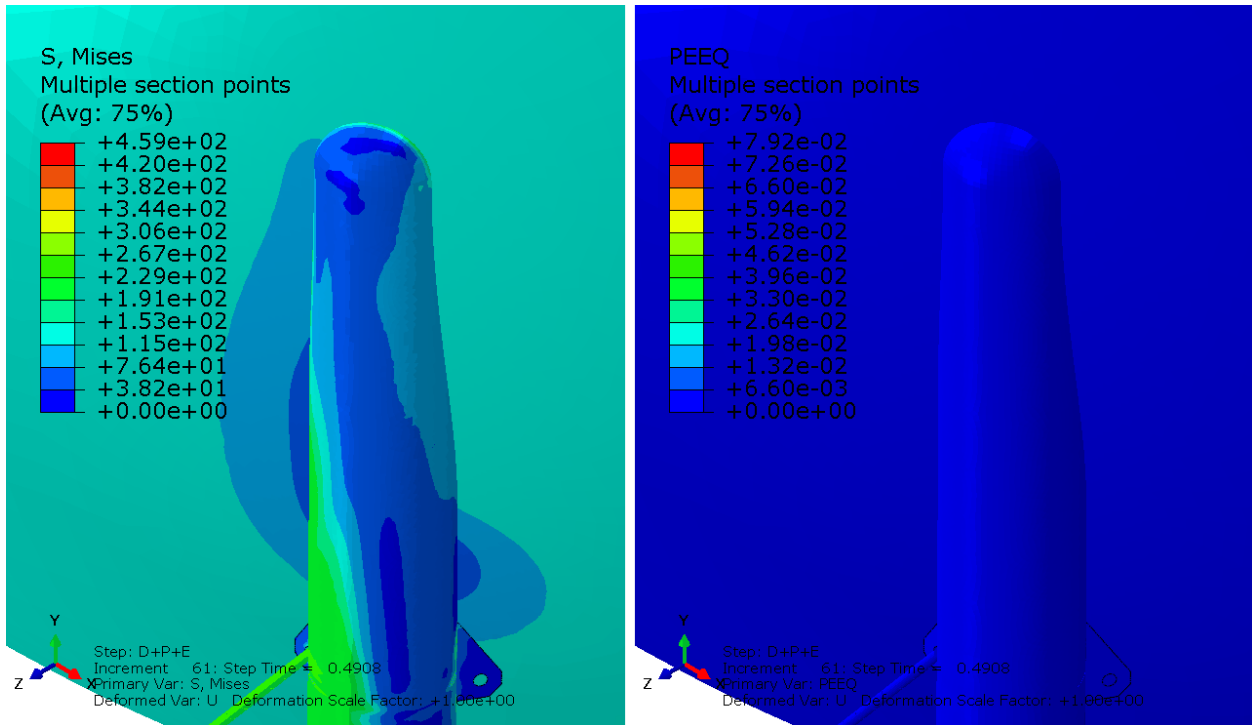 S, Mises
Multiple section points
(Avg: 75%)
+4.59e+02
+4.20e+02
+3.82e+02
+3.44e+02
+3.06e+02
+2.67e+02
+2.29e+02
+1.91e+02
+1.53e+02
+1.15e+02
+7.64e+01
+3.82e+01
+0.00e+00
Y
Z
X
Step: D+P+E
Increment 61: Step Time = 0.4908
Primary Var: S, Mises
Deformed Var: U Deformation Scale Factor: +1.00e+00
PEEQ
Multiple section points
(Avg: 75%)
+7.92e-02
+7.26e-02
+6.60e-02
+5.94e-02
+5.28e-02
+4.62e-02
+3.96e-02
+3.30e-02
+2.64e-02
+1.98e-02
+1.32e-02
+6.60e-03
+0.00e+00
Y
Z
X
Step: D+P+E
Increment 61: Step Time = 0.4908
Primary Var: PEEQ
Deformed Var: U Deformation Scale Factor: +1.00e+00